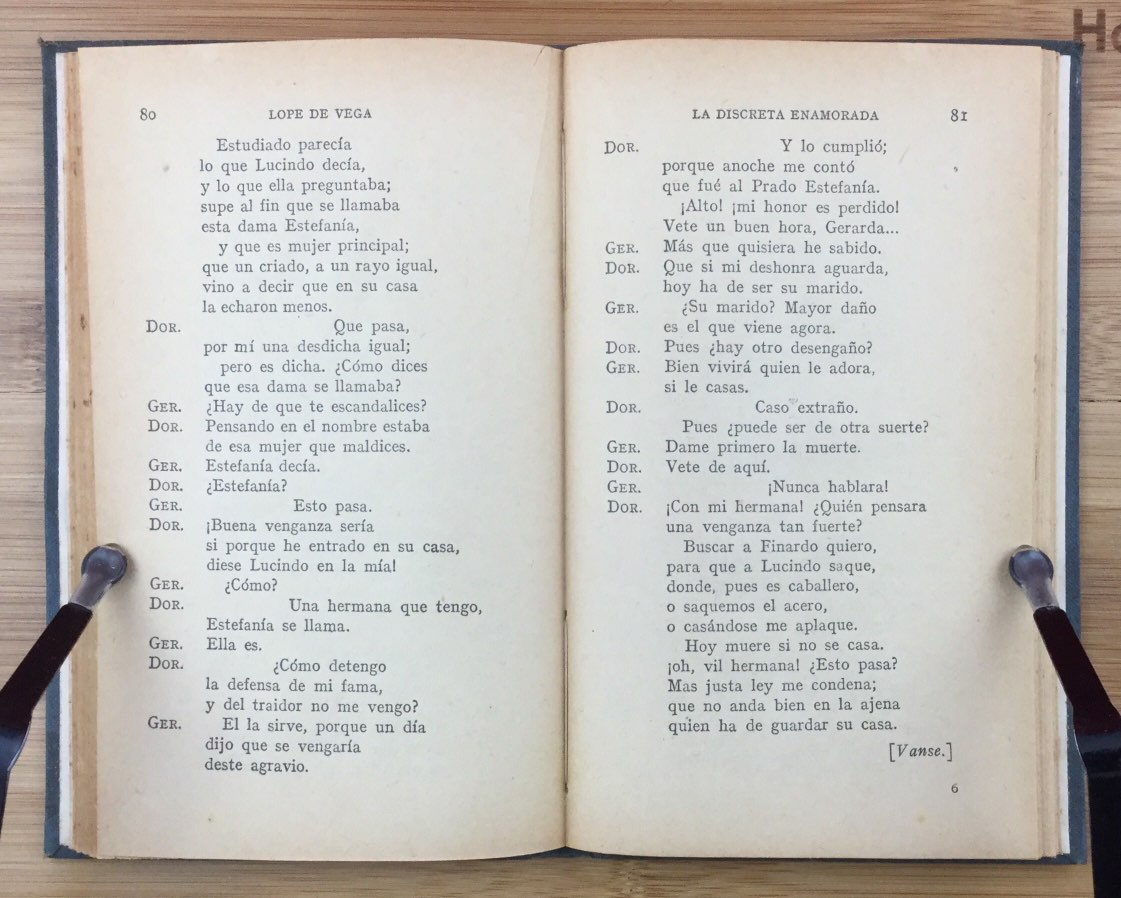 Ho
80 LOPE DE VEGA
Estudiado parecía
lo que Lucindo decía,
y lo que ella preguntaba;
supe al fin que se llamaba
esta dama Estefanía,
y que es mujer principal;
que un criado, a un rayo igual,
vino a decir que en su casa
la echaron menos.
DOR. Que pasa,
por mí una desdicha igual;
pero es dicha. ¿Cómo dices
que esa dama se llamaba?
GER. ¿Hay de que te escandalices?
DOR. Pensando en el nombre estaba
de esa mujer que maldices.
GER. Estefanía decía.
DOR. ¿Estefanía?
GER. Esto pasa.
DOR. ¡Buena venganza sería
si porque he entrado en su casa,
diese Lucindo en la mía!
GER. ¿Cómo?
DOR. Una hermana que tengo,
Estefanía se llama.
GER. Ella es.
DOR. ¿Cómo detengo
la defensa de mi fama,
y del traidor no me vengo?
GER. El la sirve, porque un día
dijo que se vengaría
deste agravio.
LA DISCRETA ENAMORADA 81
DOR. Y lo cumplió;
porque anoche me contó
que fué al Prado Estefanía.
¡Alto! ¡mi honor es perdido!
Vete un buen hora, Gerarda...
GER. Más que quisiera he sabido.
DOR. Que si mi deshonra aguarda,
hoy ha de ser su marido.
GER. ¿Su marido? Mayor daño
es el que viene agora.
DOR. Pues ¿hay otro desengaño?
GER. Bien vivirá quien le adora,
si le casas.
DOR. Caso extraño.
Pues ¿puede ser de otra suerte?
GER. Dame primero la muerte.
DOR. Vete de aquí.
GER. ¡Nunca hablara!
DOR. ¡Con mi hermana! ¿Quién pensara
una venganza tan fuerte?
Buscar a Finardo quiero,
para que a Lucindo saque,
donde, pues es caballero,
o saquemos el acero,
o casándose me aplaque.
Hoy muere si no se casa.
¡oh, vil hermana! ¿Esto pasa?
Mas justa ley me condena;
que no anda bien en la ajena
quien ha de guardar su casa.
[Vanse.]
6